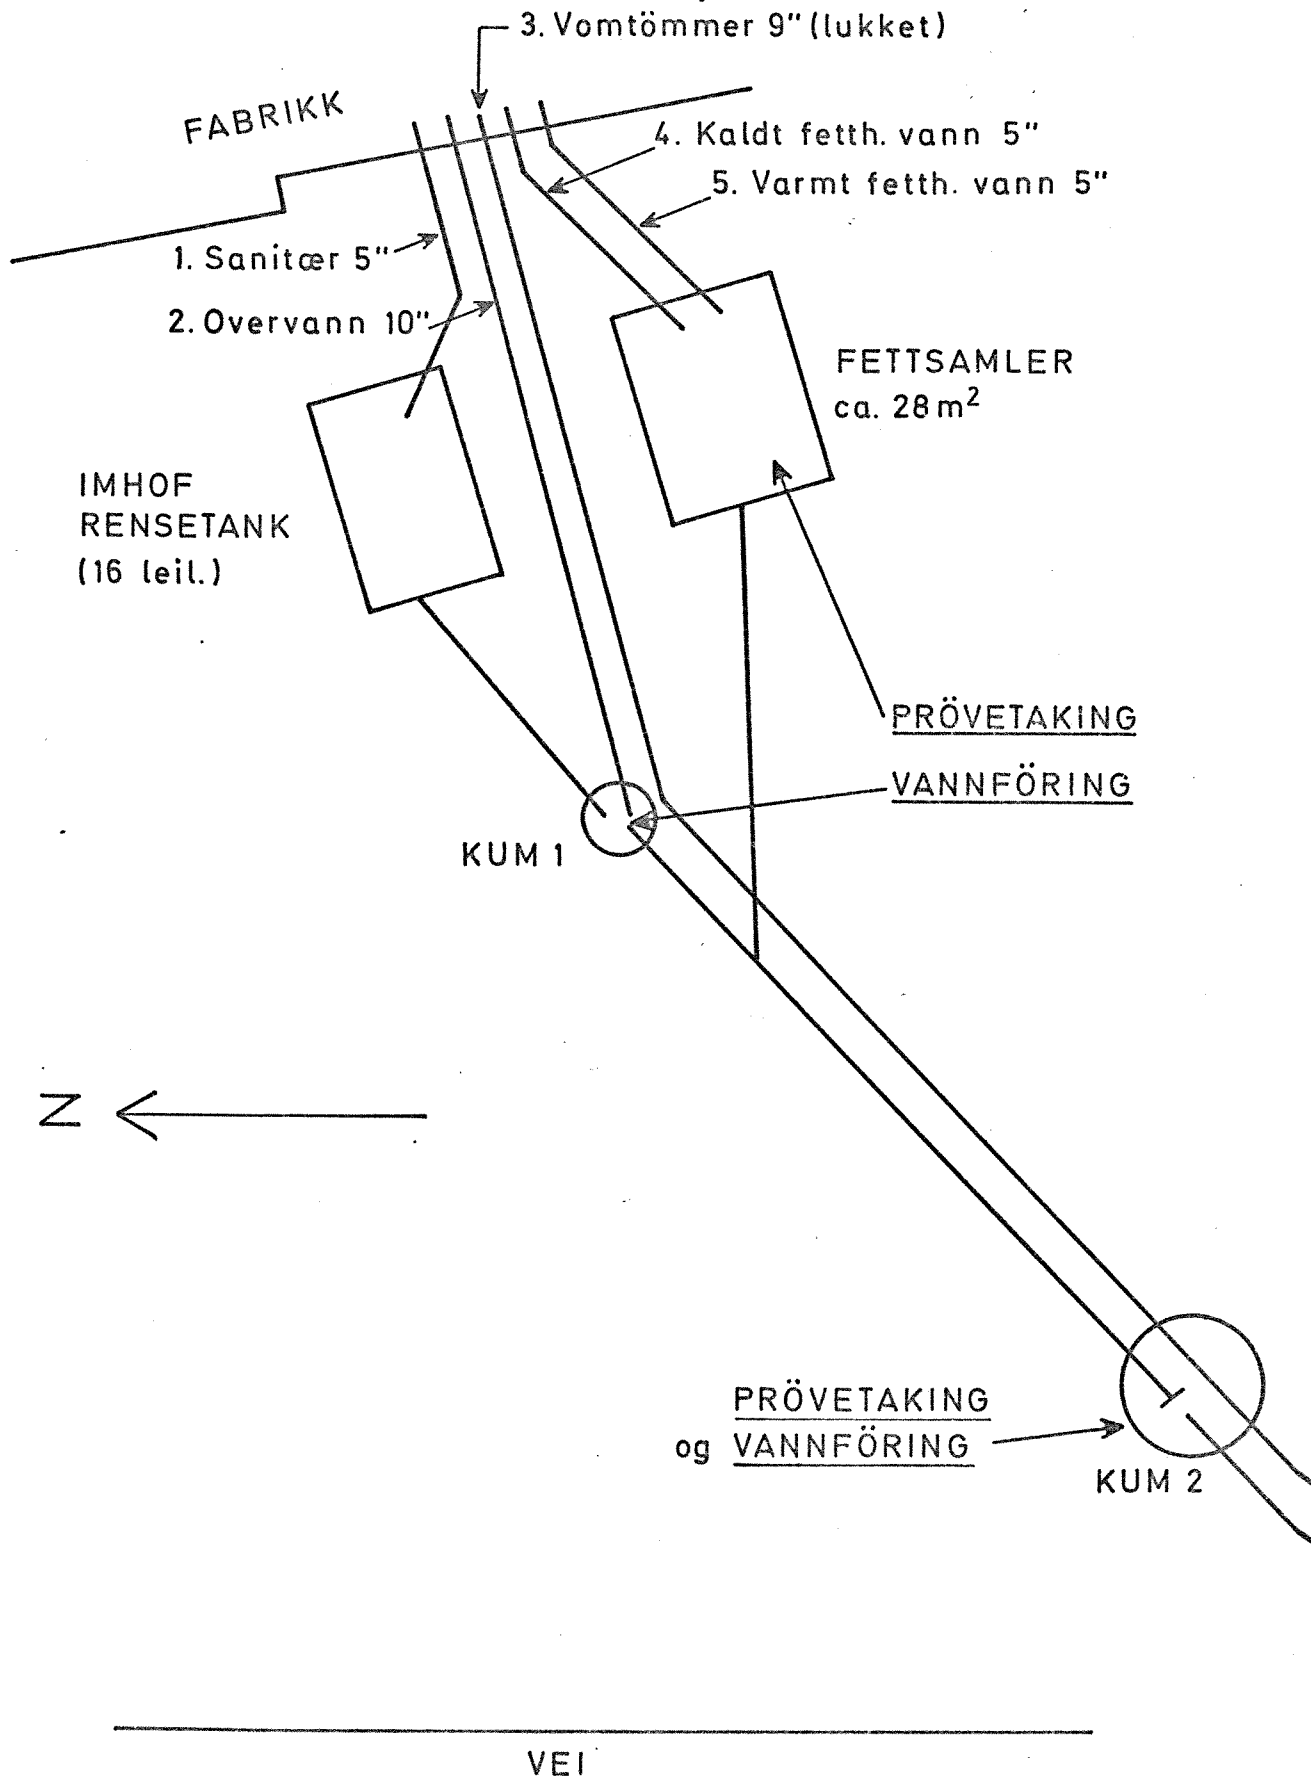 3. Vomtömmer 9" (lukket)
FABRIKK
4. Kaldt fetth. vann 5"
5. Varmt fetth. vann 5"
1. Sanitær 5"
2. Overvann 10"
FETTSAMLER
ca. 28 m²
IMHOF
RENSETANK
(16 leil.)
PRÖVETAKING
VANNFÖRING
KUM 1
N
PRÖVETAKING
og VANNFÖRING
KUM 2
VEI